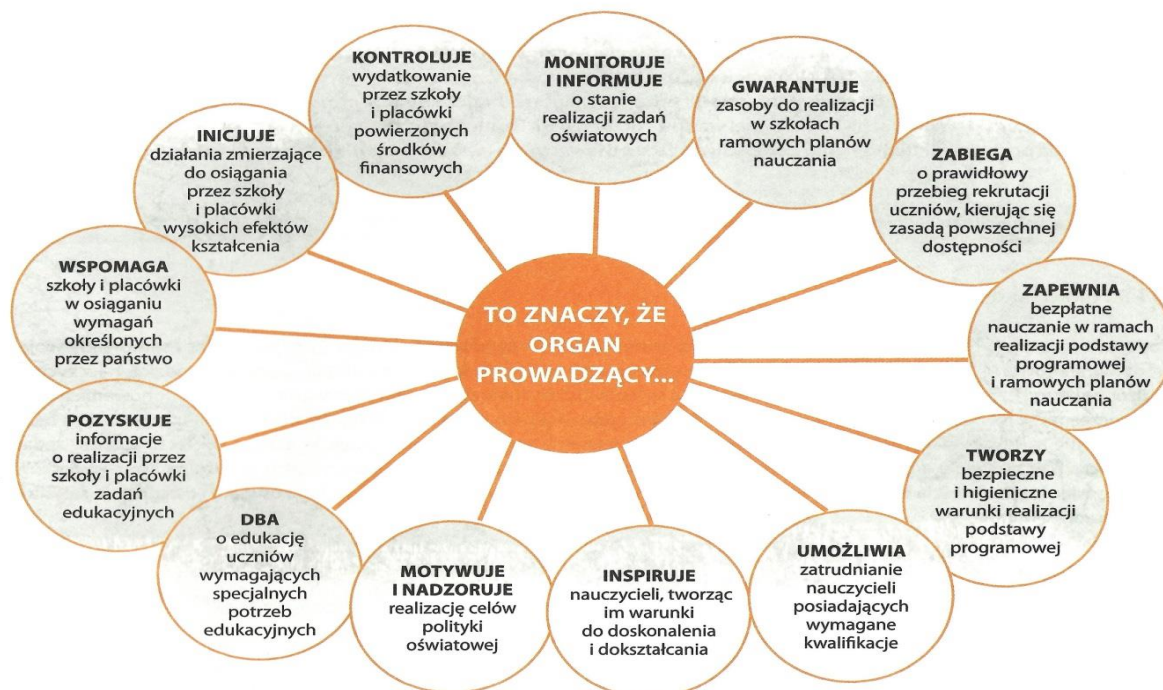 TO ZNACZY, ŻE
ORGAN
PROWADZĄCY...
MONITORUJE
I INFORMUJE
o stanie
realizacji zadań
oświatowych
GWARANTUJE
zasoby do realizacji
w szkołach
ramowych planów
nauczania
ZABIEGA
o prawidłowy
przebieg rekrutacji
uczniów, kierując się
zasadą powszechnej
dostępności
ZAPEWNIA
bezpłatne
nauczanie w ramach
realizacji podstawy
programowej
i ramowych planów
nauczania
TWORZY
bezpieczne
i higieniczne
warunki realizacji
podstawy
programowej
UMOŻLIWIA
zatrudnianie
nauczycieli
posiadających
wymagane
kwalifikacje
INSPIRUJE
nauczycieli, tworząc
im warunki
do doskonalenia
i dokształcania
MOTYWUJE
I NADZORUJE
realizację celów
polityki
oświatowej
DBA
o edukację
uczniów
wymagających
specjalnych
potrzeb
edukacyjnych
POZYSKUJE
informacje
o realizacji przez
szkoły i placówki
zadań
edukacyjnych
WSPOMAGA
szkoły i placówki
w osiąganiu
wymagań
określonych
przez państwo
INICJUJE
działania zmierzające
do osiągania
przez szkoły
i placówki
wysokich efektów
kształcenia
KONTROLUJE
wydatkowanie
przez szkoły
i placówki
powierzonych
środków
finansowych